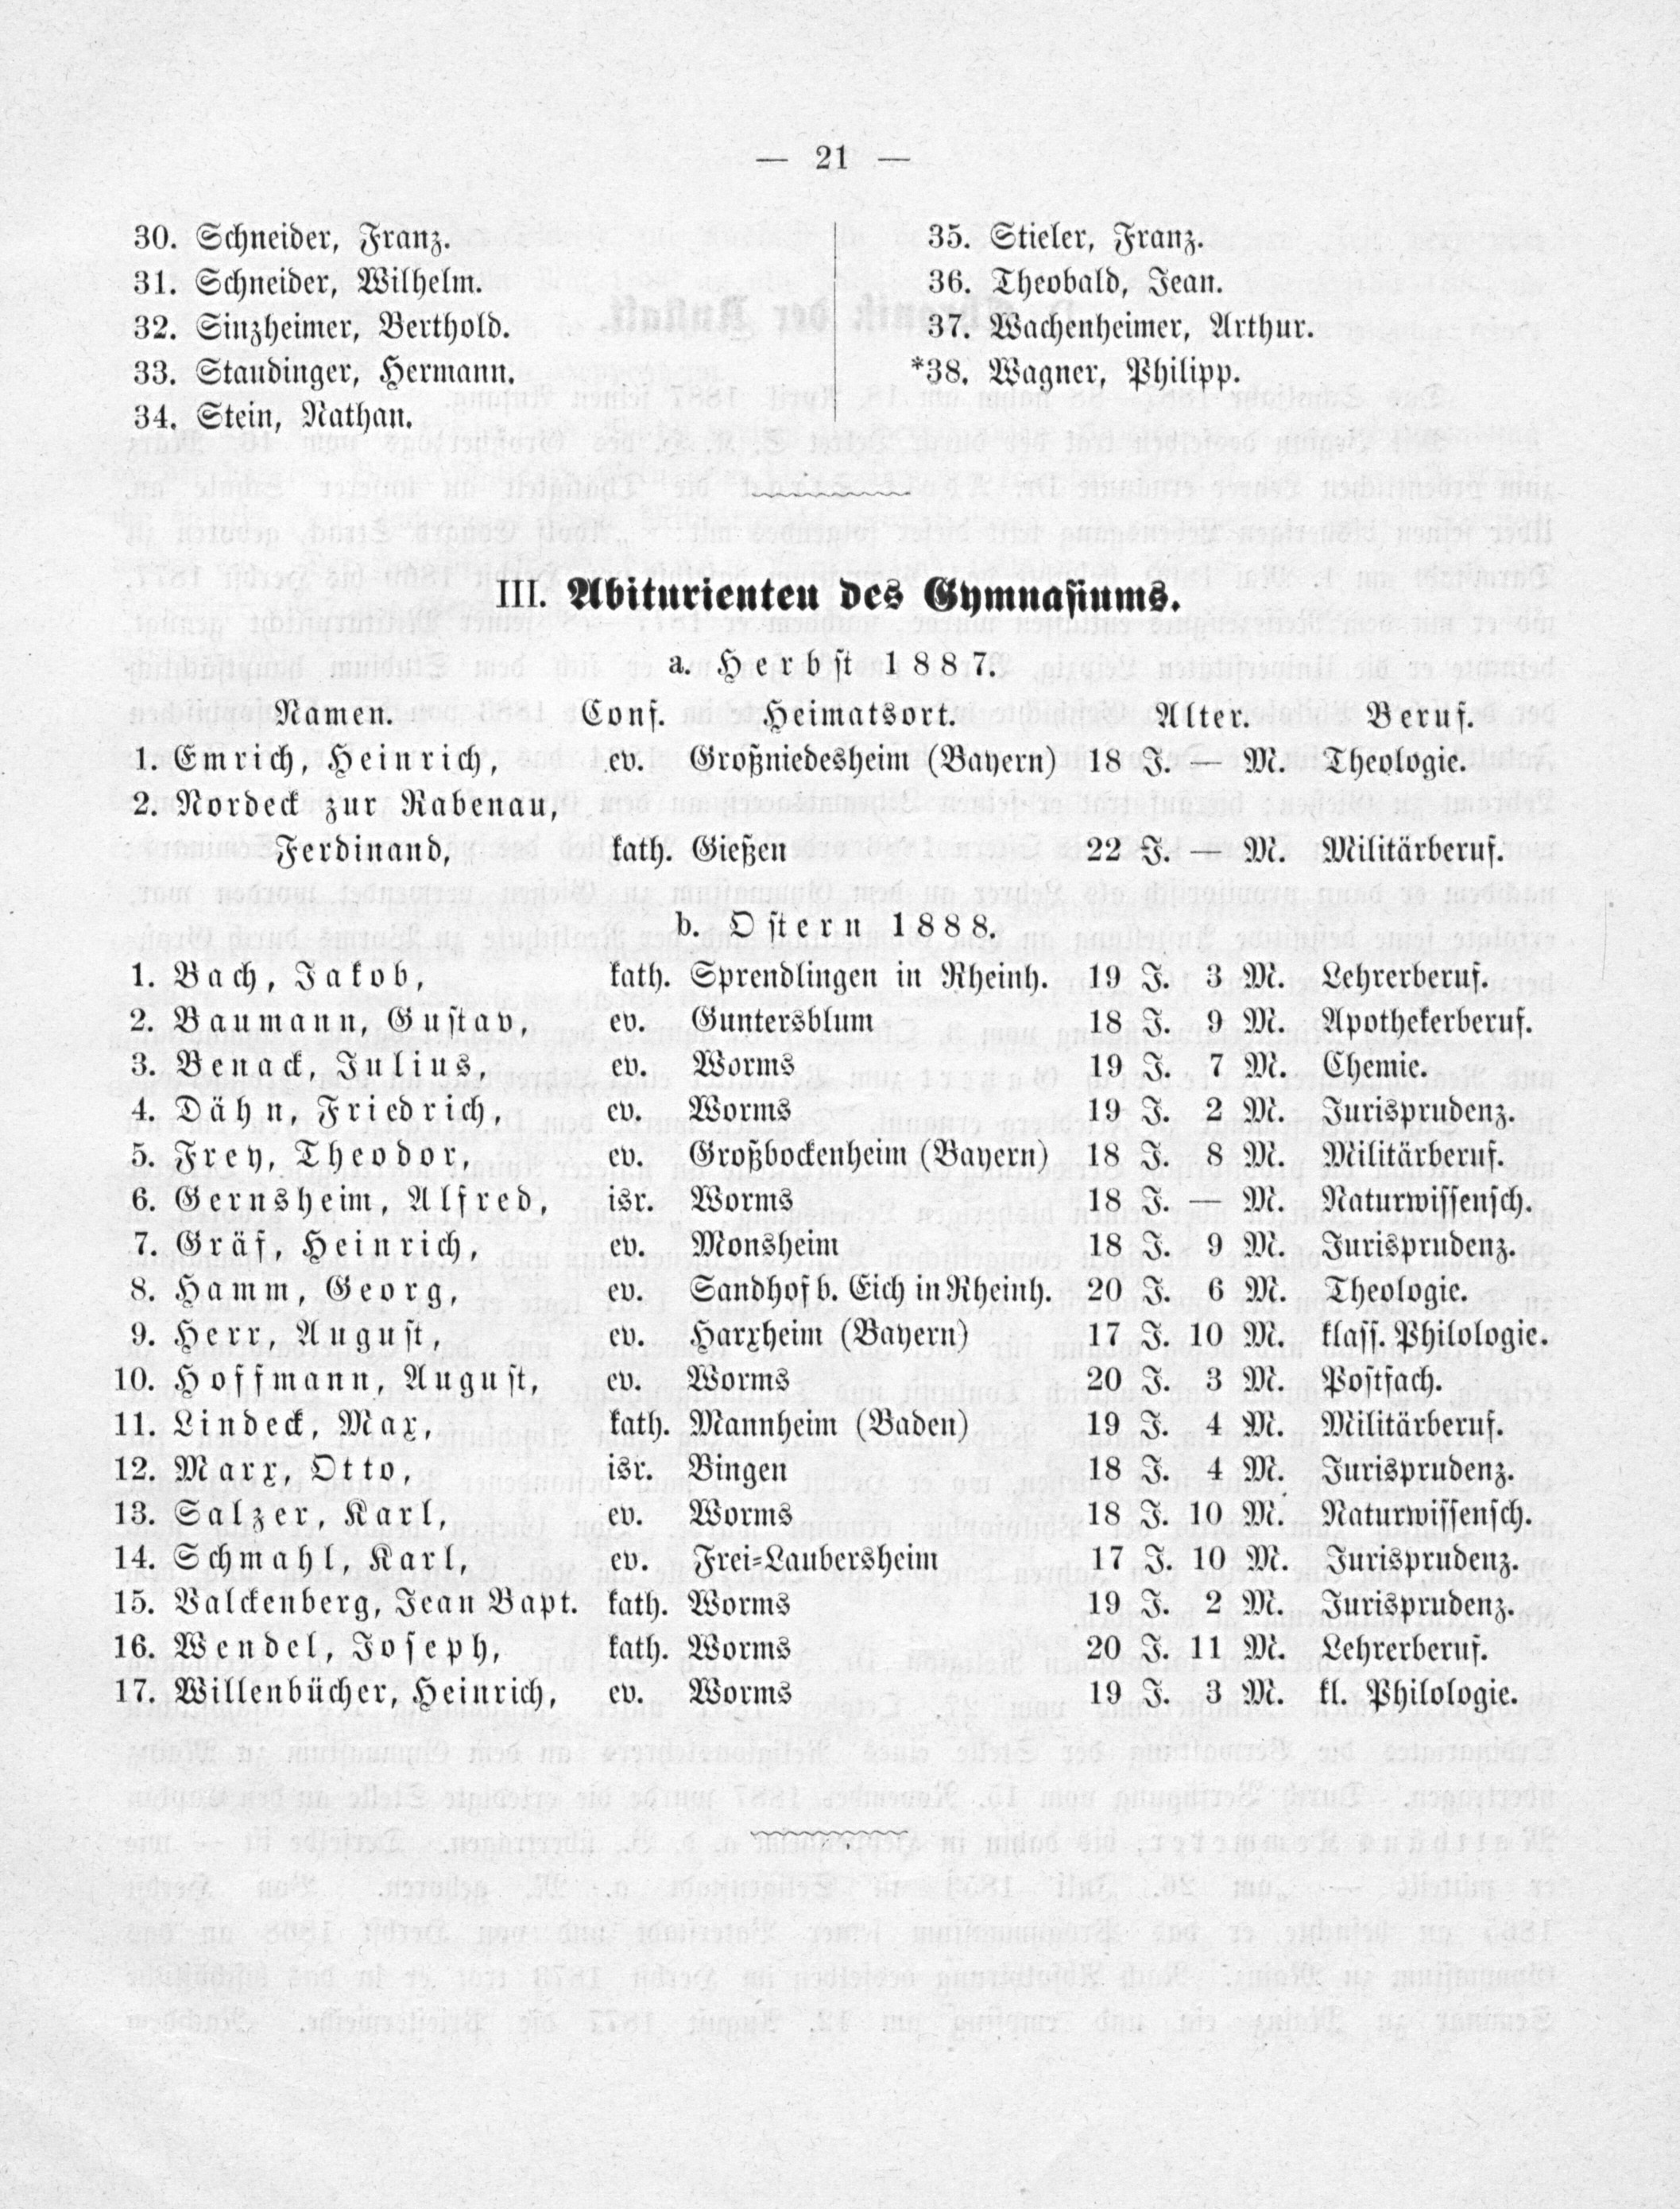 — 21 —
30. Schneider, Franz.
31. Schneider, Wilhelm.
32. Sinzheimer, Berthold.
33. Staudinger, Hermann.
34. Stein, Nathan.
35. Stieler, Franz.
36. Theobald, Jean.
37. Wachenheimer, Arthur.
*38. Wagner, Philipp.
III. Abiturienten des Gymnasiums.
a. Herbst 1887.
Namen. Conf. Heimatsort. Alter. Beruf.
1. Emrich, Heinrich, ev. Großniedesheim (Bayern) 18 J. — M. Theologie.
2. Nordeck zur Rabenau,
Ferdinand, kath. Gießen 22 J. — M. Militärberuf.
b. Ostern 1888.
1. Bach, Jakob, kath. Sprendlingen in Rheinh. 19 J. 3 M. Lehrerberuf.
2. Baumann, Gustav, ev. Guntersblum 18 J. 9 M. Apothekerberuf.
3. Benack, Julius, ev. Worms 19 J. 7 M. Chemie.
4. Dähn, Friedrich, ev. Worms 19 J. 2 M. Jurisprudenz.
5. Frey, Theodor, ev. Großbockenheim (Bayern) 18 J. 8 M. Militärberuf.
6. Gernsheim, Alfred, isr. Worms 18 J. — M. Naturwissensch.
7. Gräf, Heinrich, ev. Monsheim 18 J. 9 M. Jurisprudenz.
8. Hamm, Georg, ev. Sandhof b. Eich in Rheinh. 20 J. 6 M. Theologie.
9. Herr, August, ev. Harxheim (Bayern) 17 J. 10 M. klass. Philologie.
10. Hoffmann, August, ev. Worms 20 J. 3 M. Postfach.
11. Lindeck, Max, kath. Mannheim (Baden) 19 J. 4 M. Militärberuf.
12. Marx, Otto, isr. Bingen 18 J. 4 M. Jurisprudenz.
13. Salzer, Karl, ev. Worms 18 J. 10 M. Naturwissensch.
14. Schmahl, Karl, ev. Frei-Laubersheim 17 J. 10 M. Jurisprudenz.
15. Valckenberg, Jean Bapt. kath. Worms 19 J. 2 M. Jurisprudenz.
16. Wendel, Joseph, kath. Worms 20 J. 11 M. Lehrerberuf.
17. Willenbücher, Heinrich, ev. Worms 19 J. 3 M. kl. Philologie.